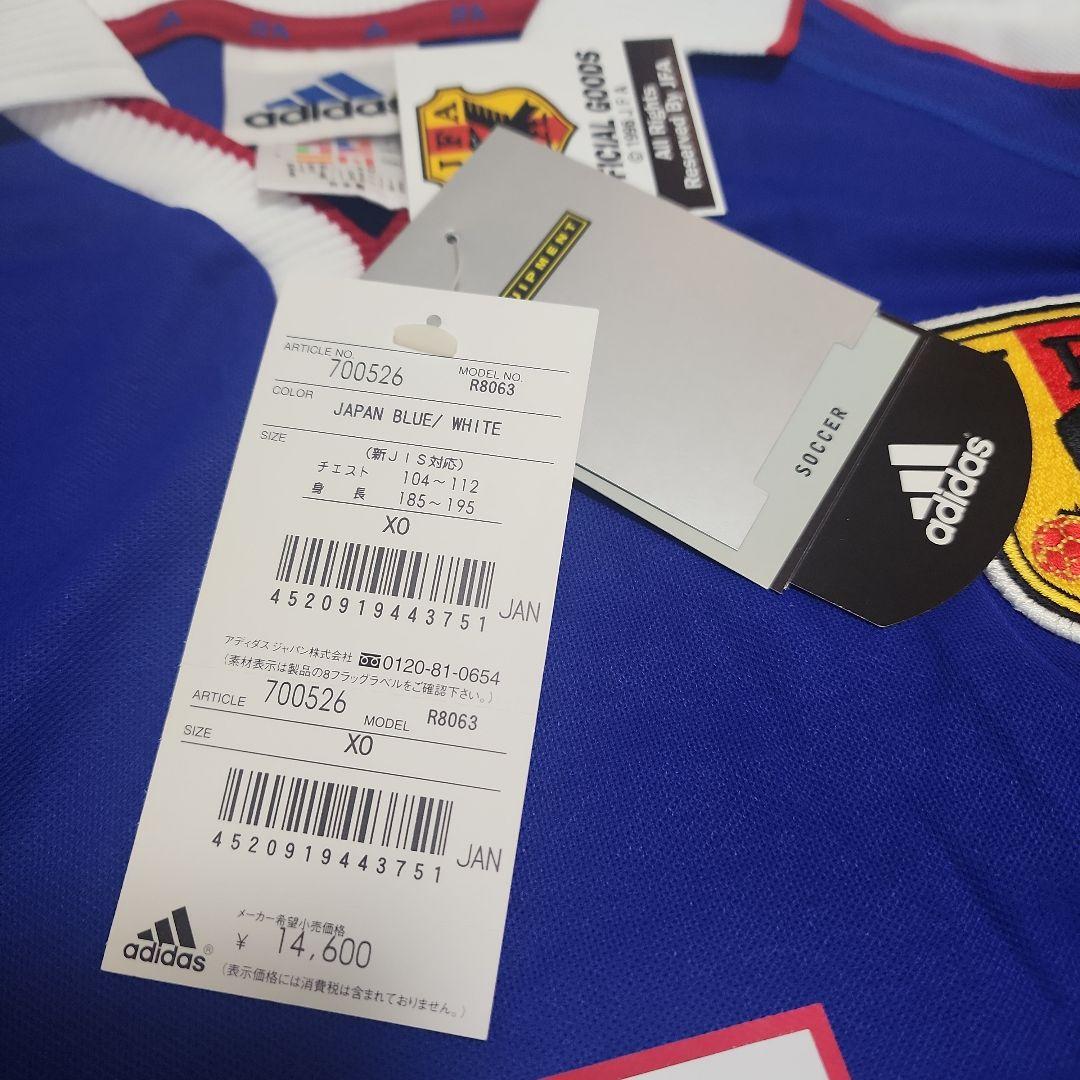 JFA
adidas
JFA
OFFICIAL GOODS
© 1998 JFA
All Rights
Reserved By JFA
UIPMENT
SOCCER
adidas®
ARTICLE NO. 700526 MODEL NO. R8063
COLOR JAPAN BLUE/ WHITE
SIZE
(新JIS対応)
チェスト 104～112
身長 185～195
XO
4520919443751 JAN
アディダス ジャパン株式会社 0120-81-0654
(素材表示は製品の8フラッグラベルをご確認下さい。)
ARTICLE 700526 MODEL R8063
SIZE XO
4520919443751 JAN
メーカー希望小売価格
¥ 14,600
(表示価格には消費税は含まれておりません。)
adidas®